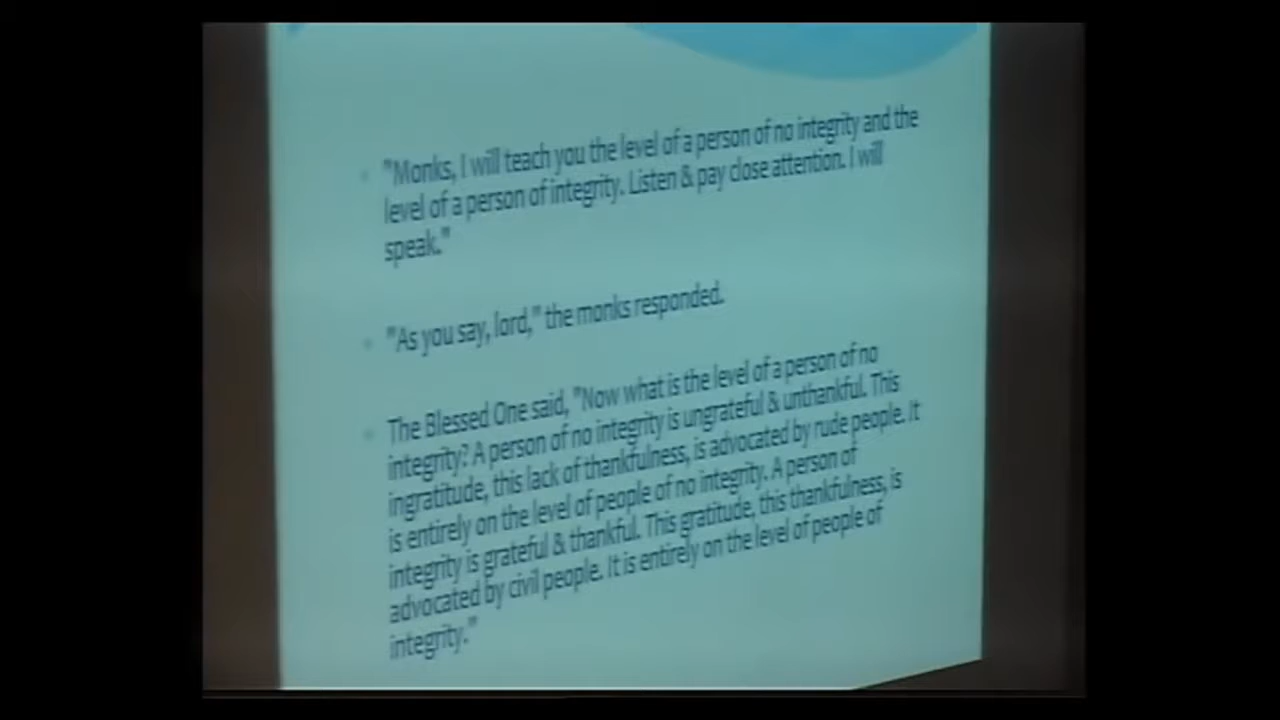 "Monks, I will teach you the level of a person of no integrity and the
level of a person of integrity. Listen & pay close attention. I will
speak."
"As you say, lord," the monks responded.
The Blessed One said, "Now what is the level of a person of no
integrity? A person of no integrity is ungrateful & unthankful. This
ingratitude, this lack of thankfulness, is advocated by rude people. It
is entirely on the level of people of no integrity. A person of
integrity is grateful & thankful. This gratitude, this thankfulness, is
advocated by civil people. It is entirely on the level of people of
integrity."